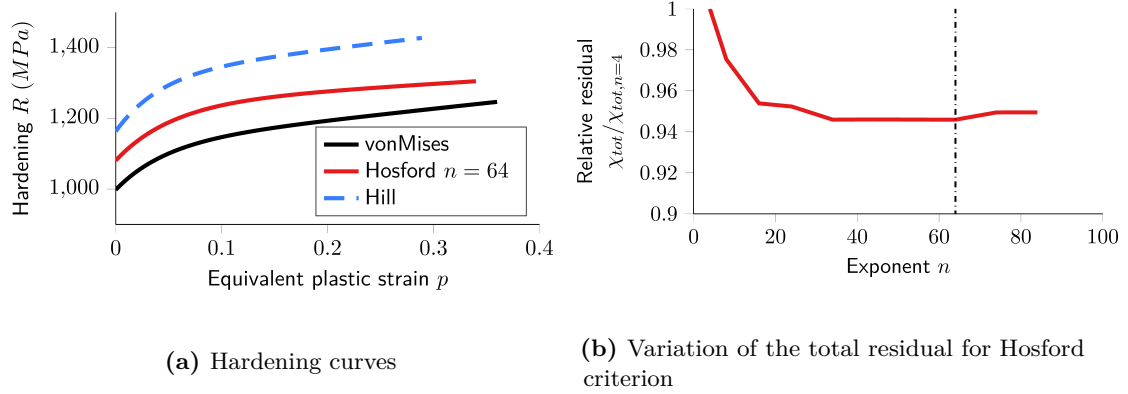 Hardening R (MPa)
1,400
1,200
1,000
vonMises
Hosford n = 64
Hill
0 0.1 0.2 0.3 0.4
Equivalent plastic strain p
(a) Hardening curves
Relative residual
χtot/χtot,n=4
1
0.98
0.96
0.94
0.92
0.9
0 20 40 60 80 100
Exponent n
(b) Variation of the total residual for Hosford
criterion